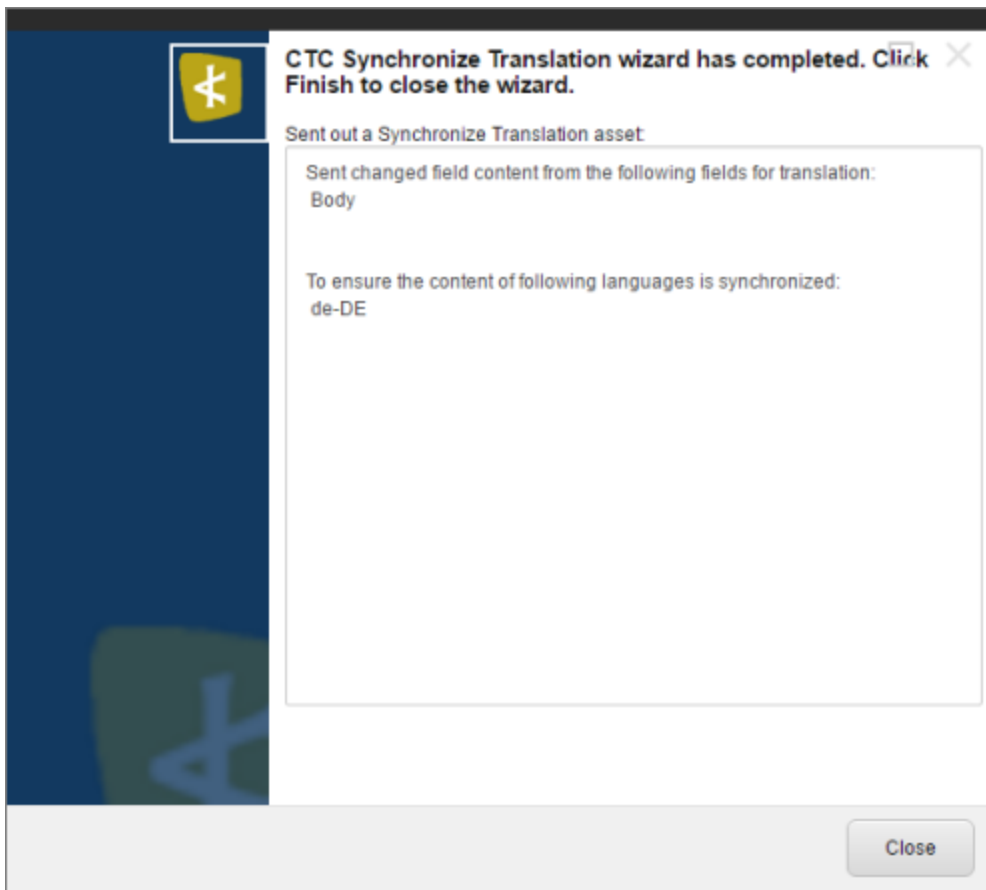 CTC Synchronize Translation wizard has completed. Click
Finish to close the wizard.
Sent out a Synchronize Translation asset:
Sent changed field content from the following fields for translation:
Body
To ensure the content of following languages is synchronized:
de-DE
Close